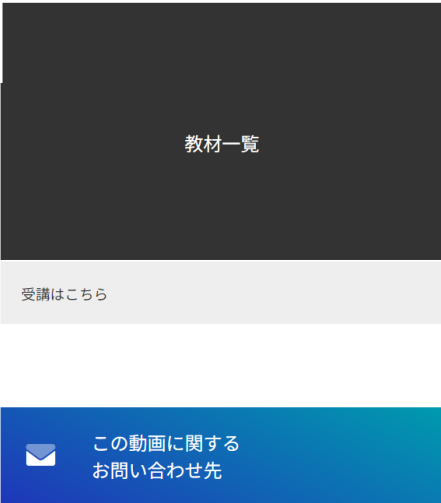 教材一覧
受講はこちら
この動画に関する
お問い合わせ先